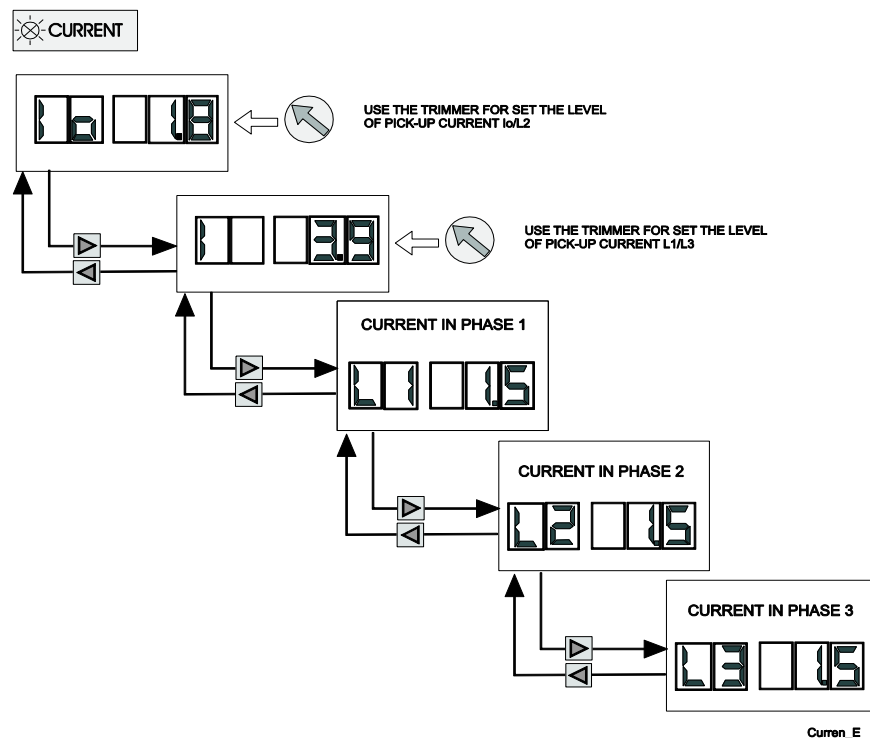 CURRENT
Io 1.8
USE THE TRIMMER FOR SET THE LEVEL
OF PICK-UP CURRENT Io/L2
I 3.9
USE THE TRIMMER FOR SET THE LEVEL
OF PICK-UP CURRENT L1/L3
CURRENT IN PHASE 1
L1 1.5
CURRENT IN PHASE 2
L2 1.5
CURRENT IN PHASE 3
L3 1.5
Curren_E